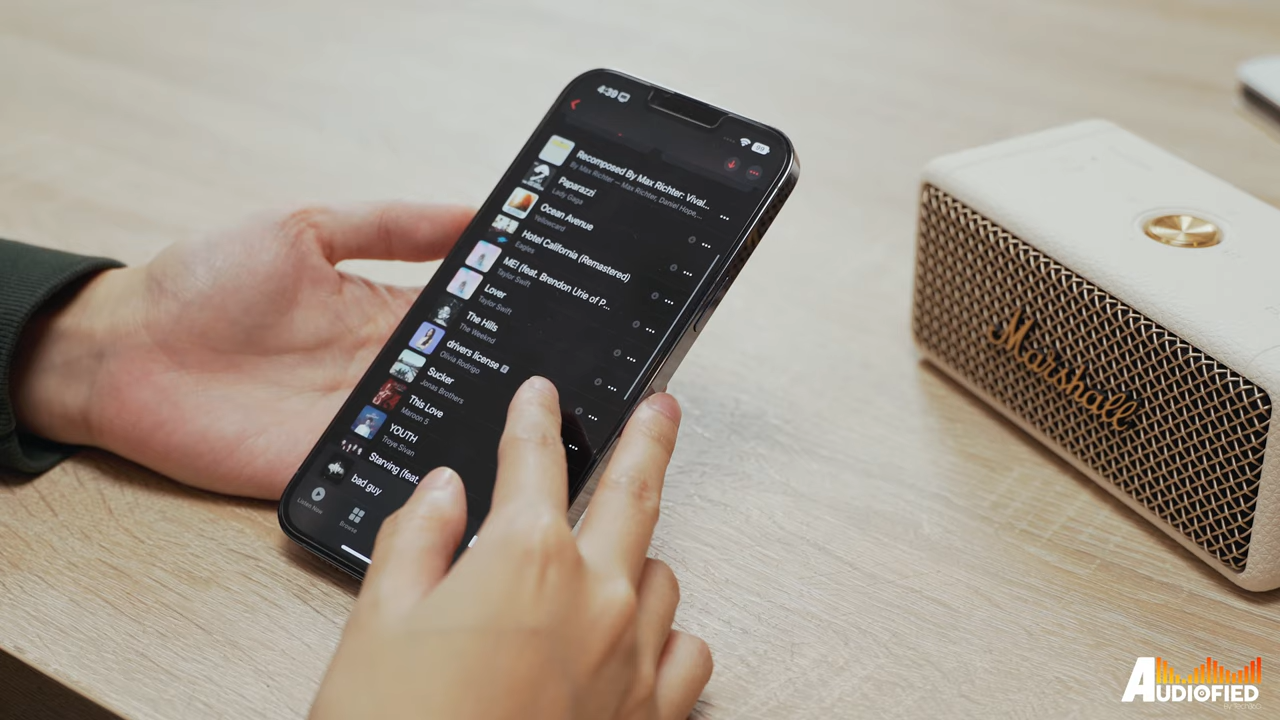 4:39
99
Recomposed By Max Richter: Vival...
By Max Richter — Max Richter, Daniel Hope,...
Paparazzi
Lady Gaga
Ocean Avenue
Yellowcard
Hotel California (Remastered)
Eagles
ME! (feat. Brendon Urie of P...
Taylor Swift
Lover
Taylor Swift
The Hills
The Weeknd
drivers license E
Olivia Rodrigo
Sucker
Jonas Brothers
This Love
Maroon 5
YOUTH
Troye Sivan
Starving (feat.
bad guy
Listen Now
Browse
Marshall
AUDIOFIED